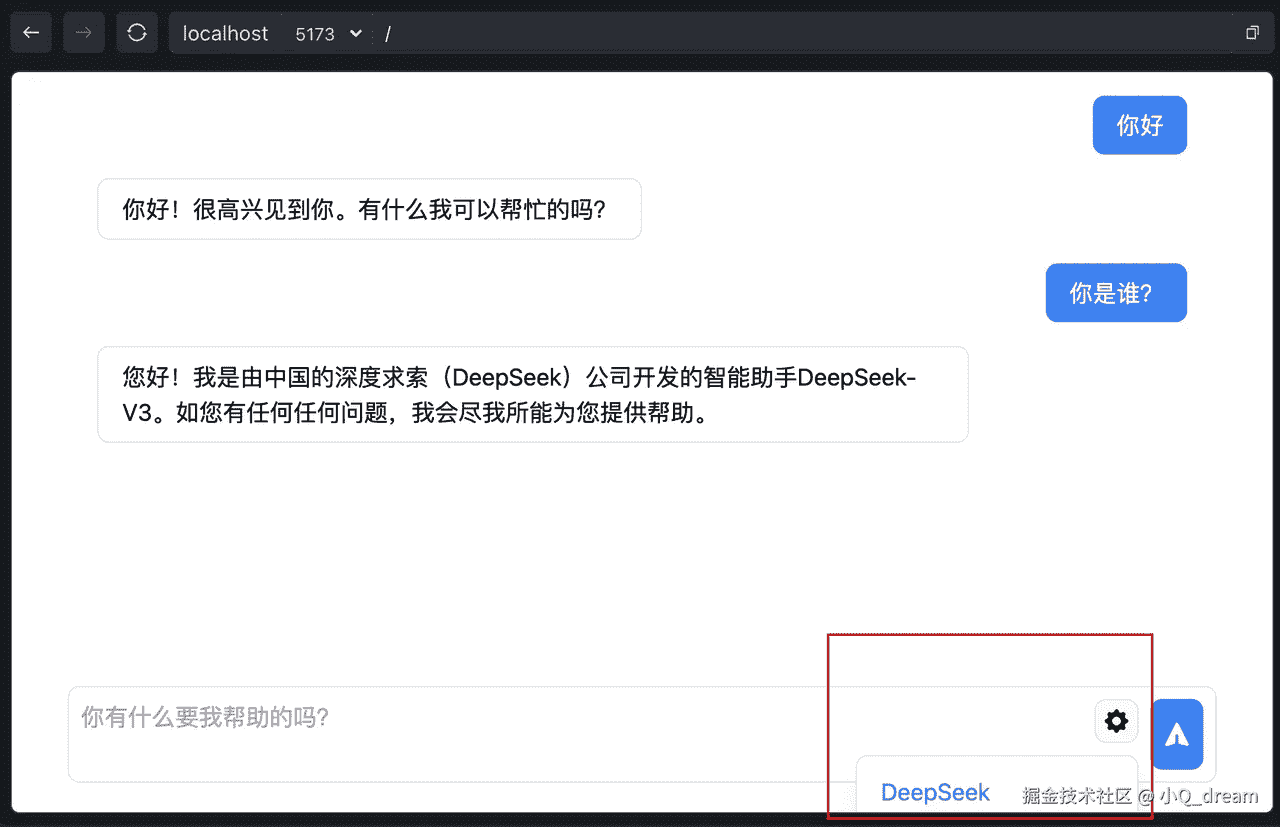 localhost 5173 /
你好
你好！很高兴见到你。有什么我可以帮忙的吗？
你是谁？
您好！我是由中国的深度求索（DeepSeek）公司开发的智能助手DeepSeek-
V3。如您有任何任何问题，我会尽我所能为您提供帮助。
你有什么要我帮助的吗?
DeepSeek
掘金技术社区 @ 小Q_dream